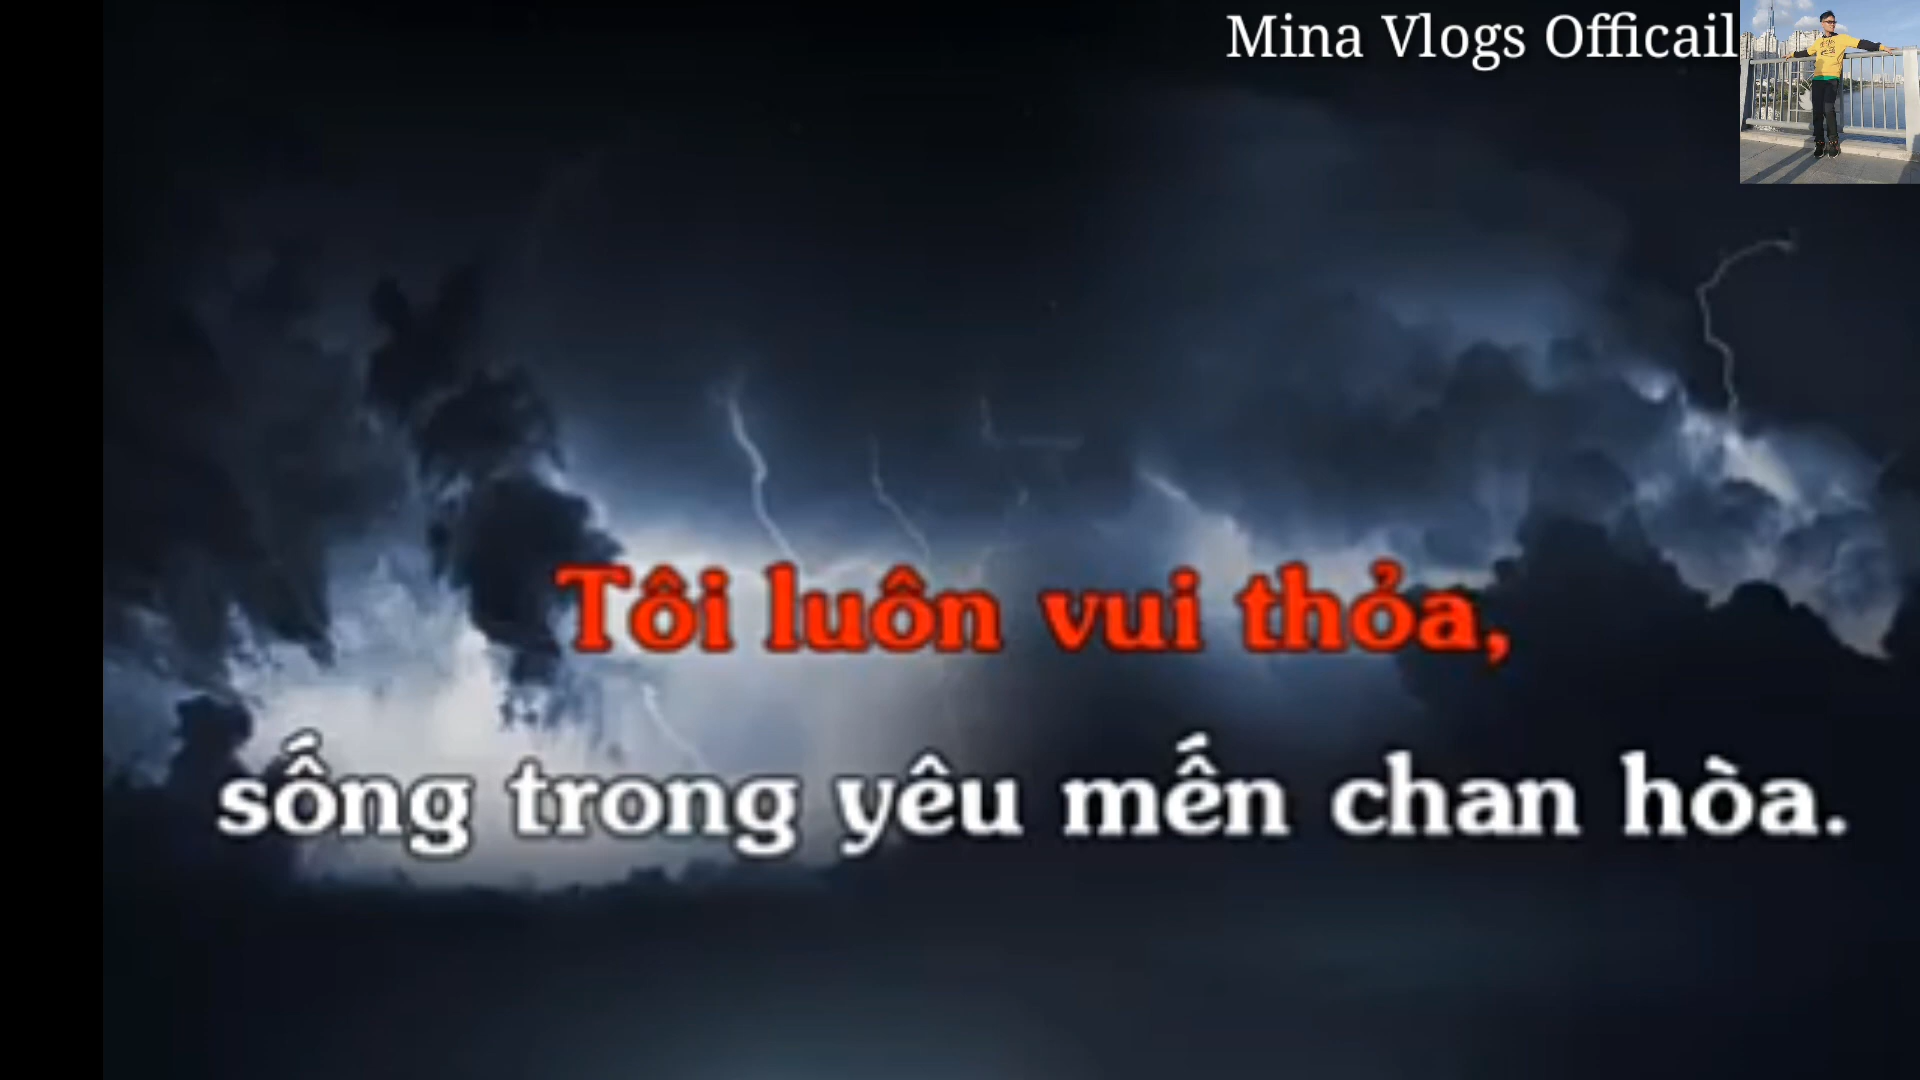 Mina Vlogs Officail
Tôi luôn vui thỏa,
sống trong yêu mến chan hòa.